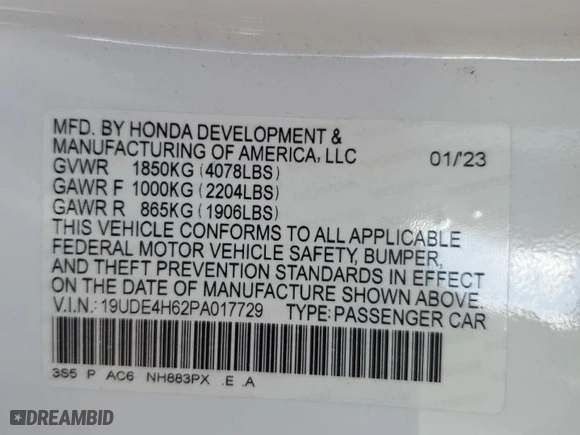 MFD. BY HONDA DEVELOPMENT &
MANUFACTURING OF AMERICA, LLC 01/'23
GVWR 1850KG (4078LBS)
GAWR F 1000KG (2204LBS)
GAWR R 865KG (1906LBS)
THIS VEHICLE CONFORMS TO ALL APPLICABLE
FEDERAL MOTOR VEHICLE SAFETY, BUMPER,
AND THEFT PREVENTION STANDARDS IN EFFECT
ON THE DATE OF MANUFACTURE SHOWN ABOVE.
V.I.N.: 19UDE4H62PA017729 TYPE: PASSENGER CAR
3S5 P AC6 NH883PX .E .A
DREAMBID